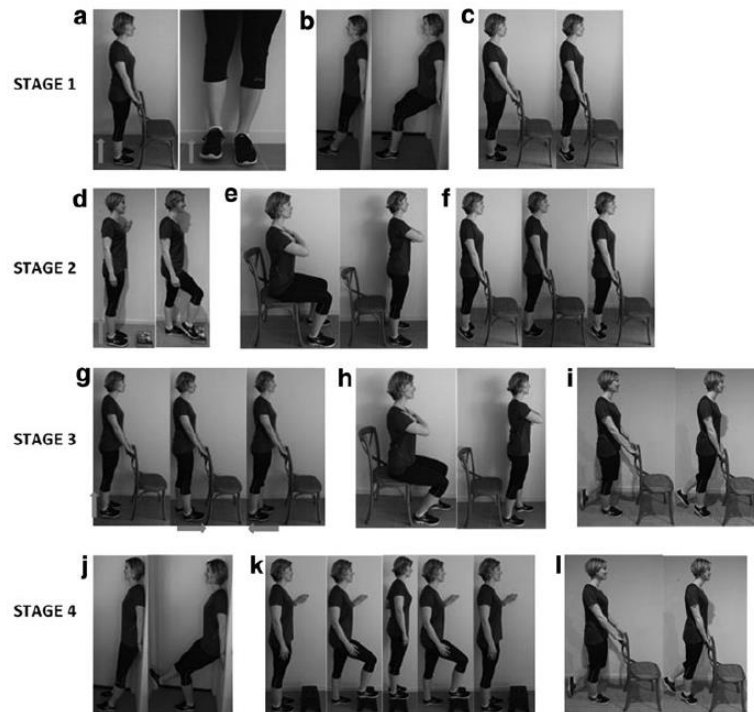 a b c
STAGE 1
d e f
STAGE 2
g h i
STAGE 3
j k l
STAGE 4